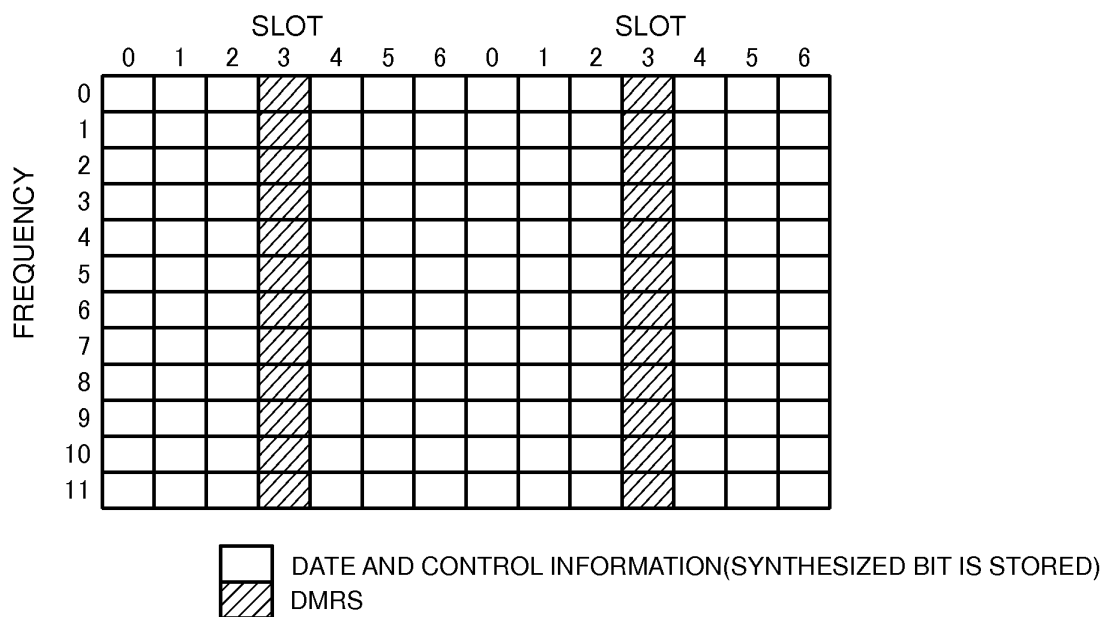 SLOT SLOT
0 1 2 3 4 5 6 0 1 2 3 4 5 6
FREQUENCY
0
1
2
3
4
5
6
7
8
9
10
11
DATE AND CONTROL INFORMATION(SYNTHESIZED BIT IS STORED)
DMRS